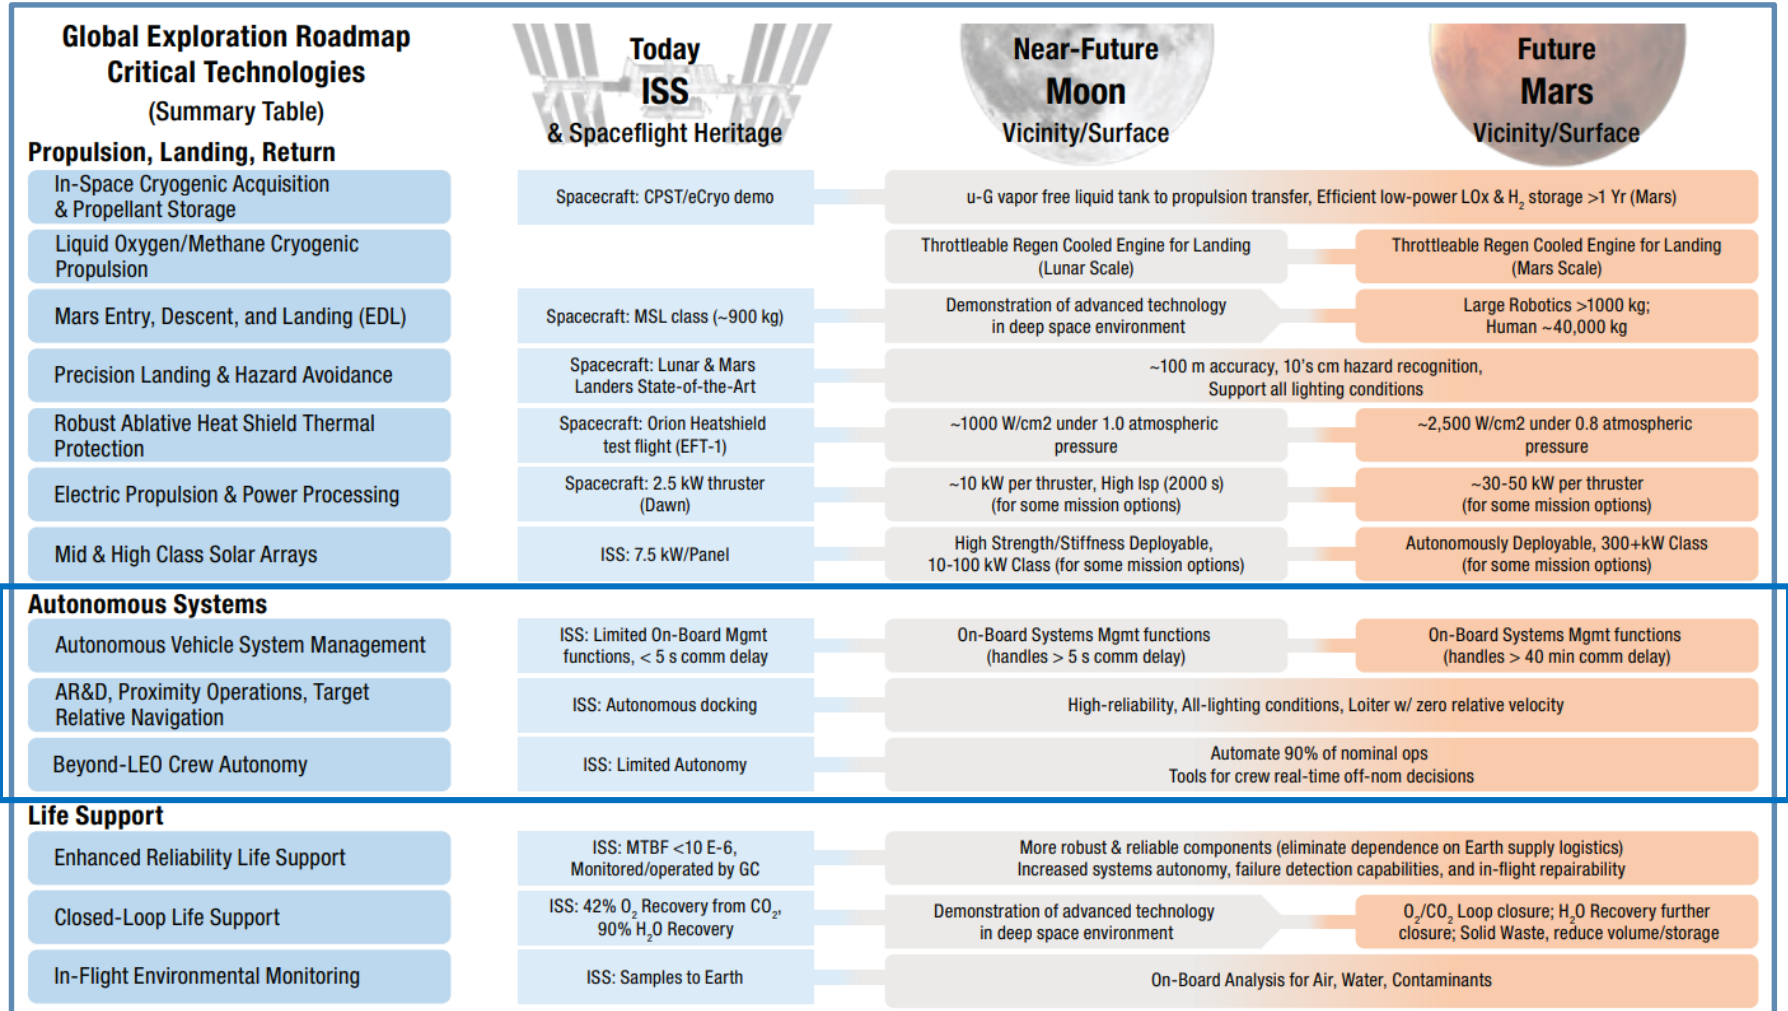 Global Exploration Roadmap
Critical Technologies
(Summary Table)
Today
ISS
& Spaceflight Heritage
Near-Future
Moon
Vicinity/Surface
Future
Mars
Vicinity/Surface
Propulsion, Landing, Return
In-Space Cryogenic Acquisition
& Propellant Storage
Spacecraft: CPST/eCryo demo
u-G vapor free liquid tank to propulsion transfer, Efficient low-power LOx & H₂ storage >1 Yr (Mars)
Liquid Oxygen/Methane Cryogenic
Propulsion
Throttleable Regen Cooled Engine for Landing
(Lunar Scale)
Throttleable Regen Cooled Engine for Landing
(Mars Scale)
Mars Entry, Descent, and Landing (EDL)
Spacecraft: MSL class (~900 kg)
Demonstration of advanced technology
in deep space environment
Large Robotics >1000 kg;
Human ~40,000 kg
Precision Landing & Hazard Avoidance
Spacecraft: Lunar & Mars
Landers State-of-the-Art
~100 m accuracy, 10's cm hazard recognition,
Support all lighting conditions
Robust Ablative Heat Shield Thermal
Protection
Spacecraft: Orion Heatshield
test flight (EFT-1)
~1000 W/cm2 under 1.0 atmospheric
pressure
~2,500 W/cm2 under 0.8 atmospheric
pressure
Electric Propulsion & Power Processing
Spacecraft: 2.5 kW thruster
(Dawn)
~10 kW per thruster, High Isp (2000 s)
(for some mission options)
~30-50 kW per thruster
(for some mission options)
Mid & High Class Solar Arrays
ISS: 7.5 kW/Panel
High Strength/Stiffness Deployable,
10-100 kW Class (for some mission options)
Autonomously Deployable, 300+kW Class
(for some mission options)
Autonomous Systems
Autonomous Vehicle System Management
ISS: Limited On-Board Mgmt
functions, < 5 s comm delay
On-Board Systems Mgmt functions
(handles > 5 s comm delay)
On-Board Systems Mgmt functions
(handles > 40 min comm delay)
AR&D, Proximity Operations, Target
Relative Navigation
ISS: Autonomous docking
High-reliability, All-lighting conditions, Loiter w/ zero relative velocity
Beyond-LEO Crew Autonomy
ISS: Limited Autonomy
Automate 90% of nominal ops
Tools for crew real-time off-nom decisions
Life Support
Enhanced Reliability Life Support
ISS: MTBF <10 E-6,
Monitored/operated by GC
More robust & reliable components (eliminate dependence on Earth supply logistics)
Increased systems autonomy, failure detection capabilities, and in-flight repairability
Closed-Loop Life Support
ISS: 42% O₂ Recovery from CO₂,
90% H₂O Recovery
Demonstration of advanced technology
in deep space environment
O₂/CO₂ Loop closure; H₂O Recovery further
closure; Solid Waste, reduce volume/storage
In-Flight Environmental Monitoring
ISS: Samples to Earth
On-Board Analysis for Air, Water, Contaminants